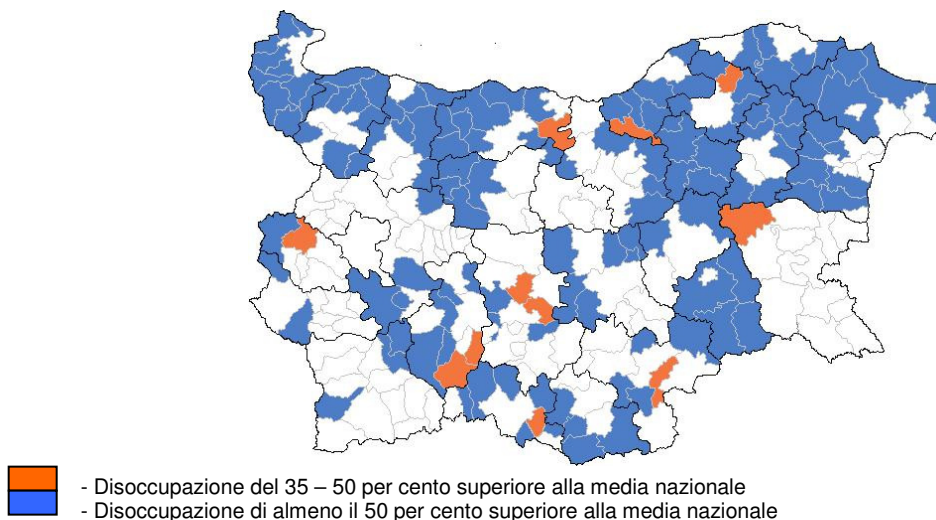 - Disoccupazione del 35 – 50 per cento superiore alla media nazionale
- Disoccupazione di almeno il 50 per cento superiore alla media nazionale